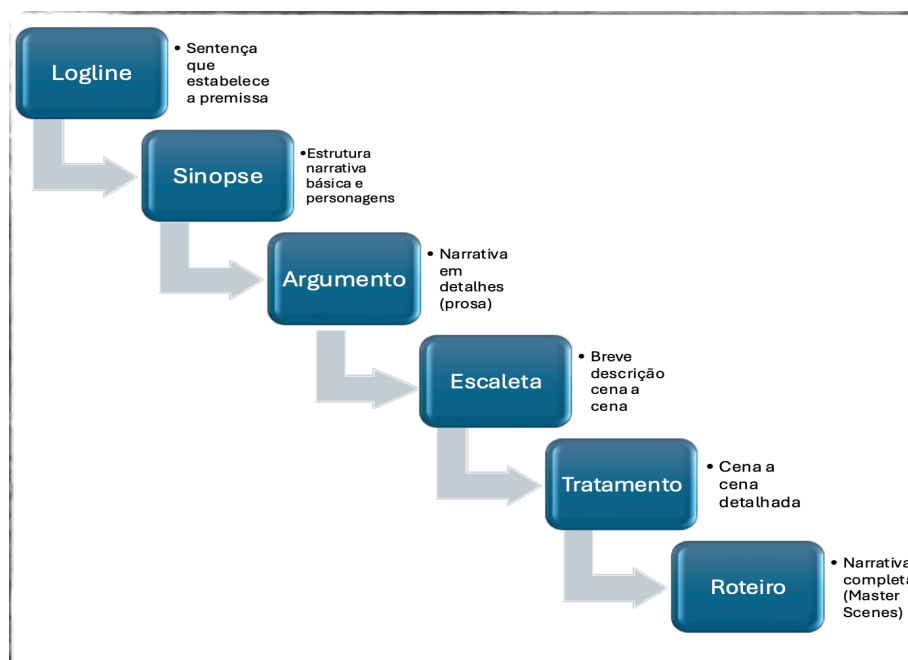 Logline
• Sentença
que
estabelece
a premissa
Sinopse
•Estrutura
narrativa
básica e
personagens
Argumento
• Narrativa
em
detalhes
(prosa)
Escaleta
• Breve
descrição
cena a
cena
Tratamento
• Cena a
cena
detalhada
Roteiro
• Narrativa
completa
(Master
Scenes)